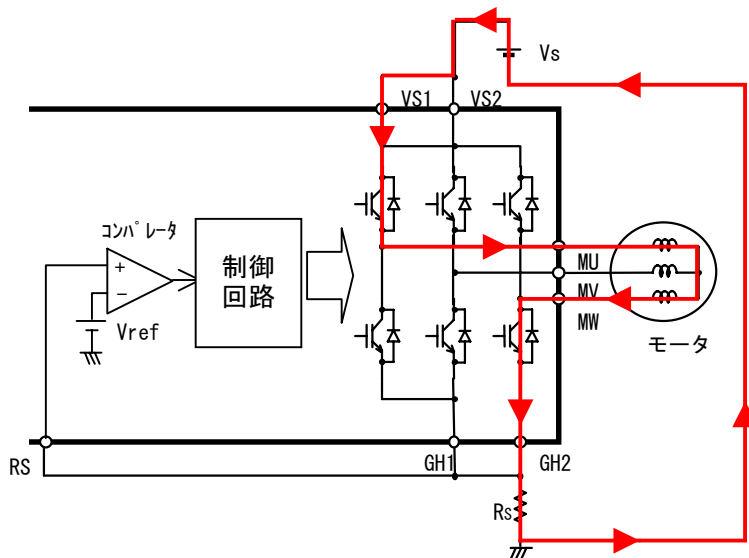 Vs
VS1
VS2
コンパレータ
+
−
Vref
制御
回路
MU
MV
MW
モータ
RS
GH1
GH2
Rs